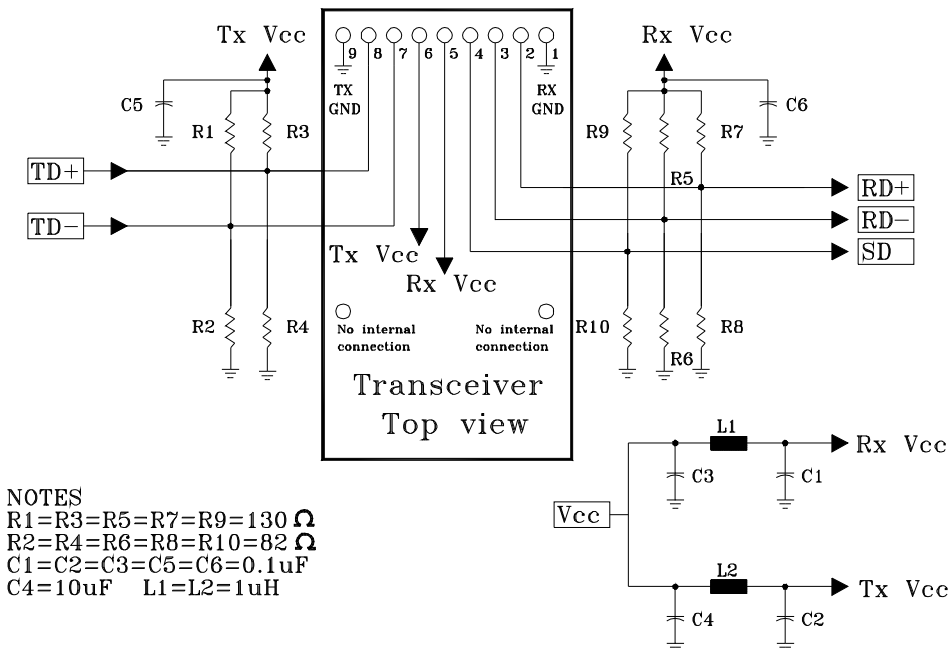 Tx Vcc
Rx Vcc
9 8 7 6 5 4 3 2 1
TX
GND
RX
GND
C5
R1
R3
R9
R7
C6
TD+
R5
RD+
TD-
RD-
SD
Tx Vcc
Rx Vcc
R2
R4
No internal
connection
No internal
connection
R10
R8
R6
Transceiver
Top view
L1
Rx Vcc
C3
C1
Vcc
L2
Tx Vcc
C4
C2
NOTES
R1=R3=R5=R7=R9=130 Ω
R2=R4=R6=R8=R10=82 Ω
C1=C2=C3=C5=C6=0.1uF
C4=10uF L1=L2=1uH